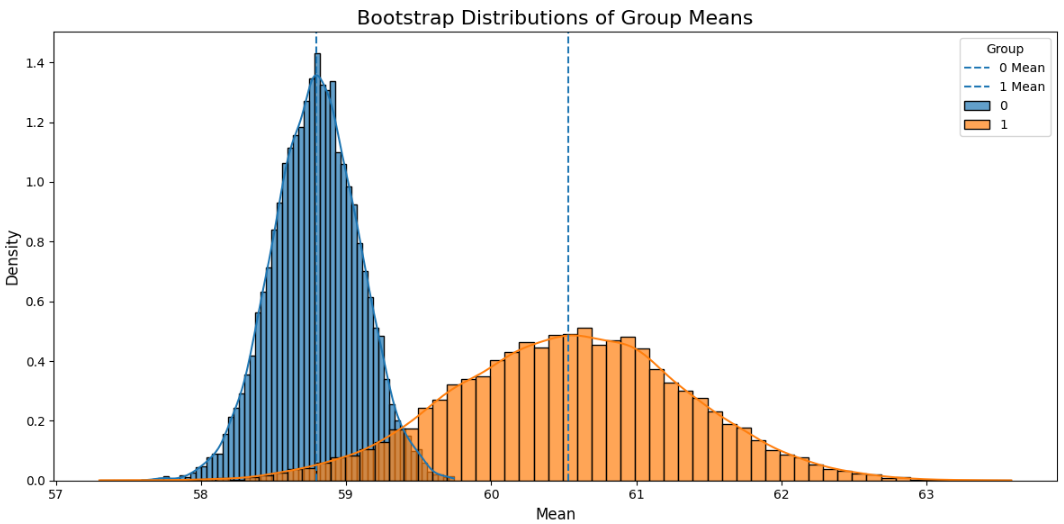 Bootstrap Distributions of Group Means
Group
0 Mean
1 Mean
0
1
1.4
1.2
1.0
0.8
0.6
0.4
0.2
0.0
Density
57 58 59 60 61 62 63
Mean